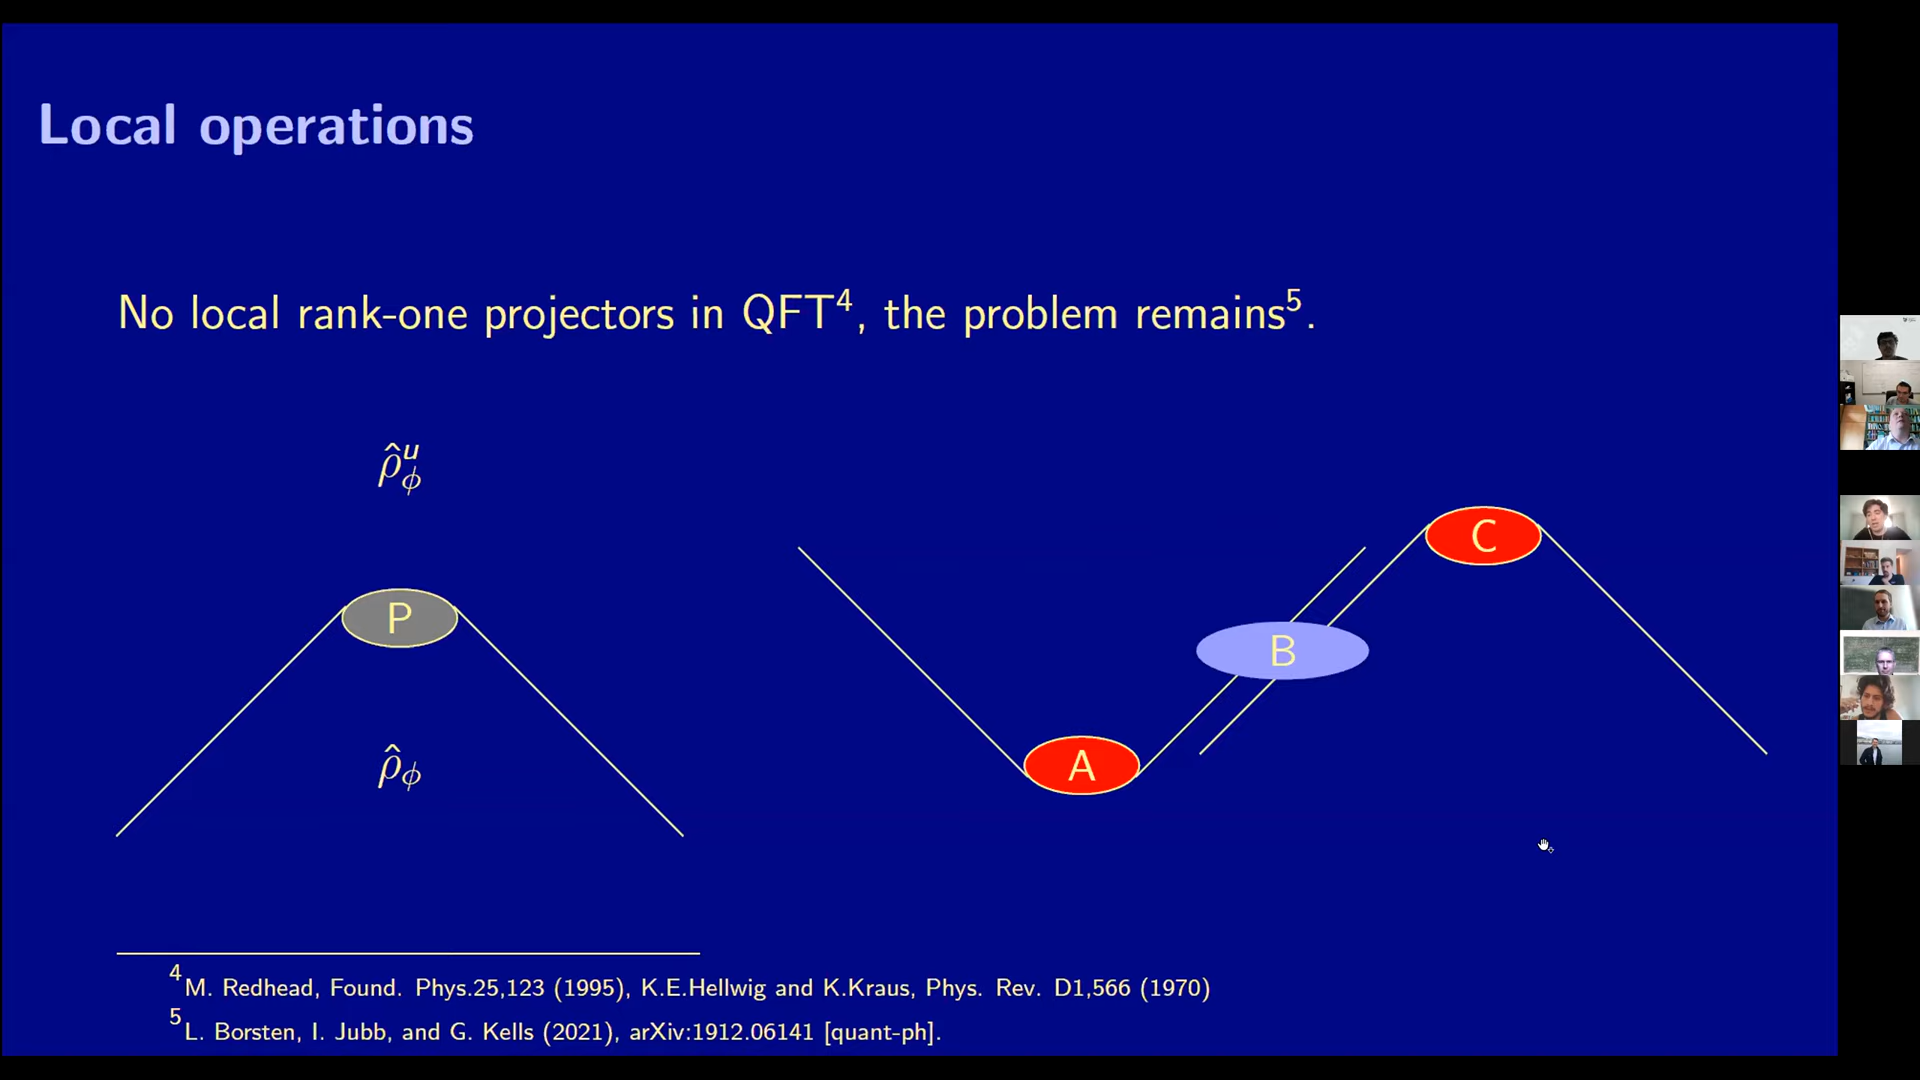 Local operations
No local rank-one projectors in QFT⁴, the problem remains⁵.
ρ̂ᵘ_ϕ
P
ρ̂_ϕ
C
B
A
⁴M. Redhead, Found. Phys.25,123 (1995), K.E.Hellwig and K.Kraus, Phys. Rev. D1,566 (1970)
⁵L. Borsten, I. Jubb, and G. Kells (2021), arXiv:1912.06141 [quant-ph].